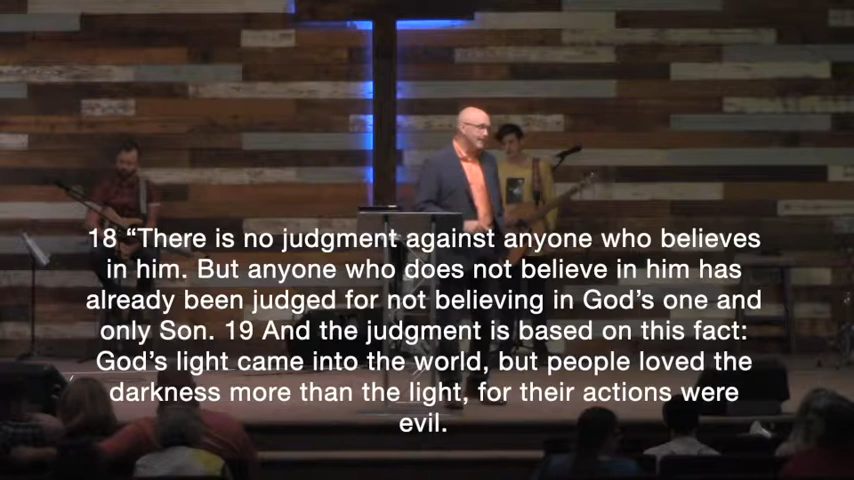 18 “There is no judgment against anyone who believes
in him. But anyone who does not believe in him has
already been judged for not believing in God’s one and
only Son. 19 And the judgment is based on this fact:
God’s light came into the world, but people loved the
darkness more than the light, for their actions were
evil.